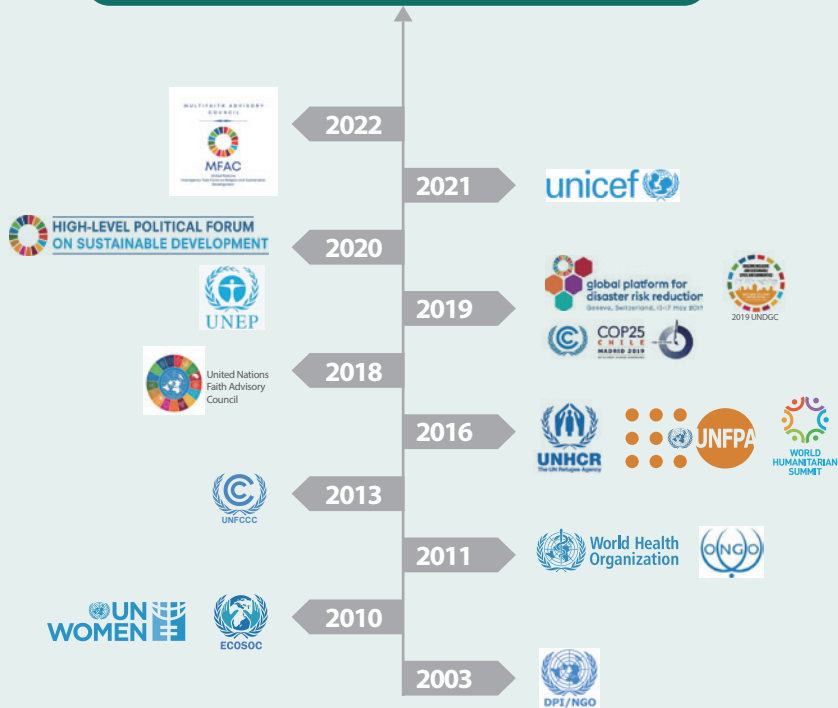 MULTIFAITH ADVISORY
COUNCIL
MFAC
United Nations
2022
2021
unicef
HIGH-LEVEL POLITICAL FORUM
ON SUSTAINABLE DEVELOPMENT
2020
UNEP
2019
global platform for
disaster risk reduction
Geneva, Switzerland, 13–17 May 2019
2019 UNDGC
COP25
CHILE
MADRID 2019
United Nations
Faith Advisory
Council
2018
2016
UNHCR
The UN Refugee Agency
UNFPA
WORLD
HUMANITARIAN
SUMMIT
2013
UNFCCC
2011
World Health
Organization
ONGO
UN
WOMEN
ECOSOC
2010
2003
DPI/NGO